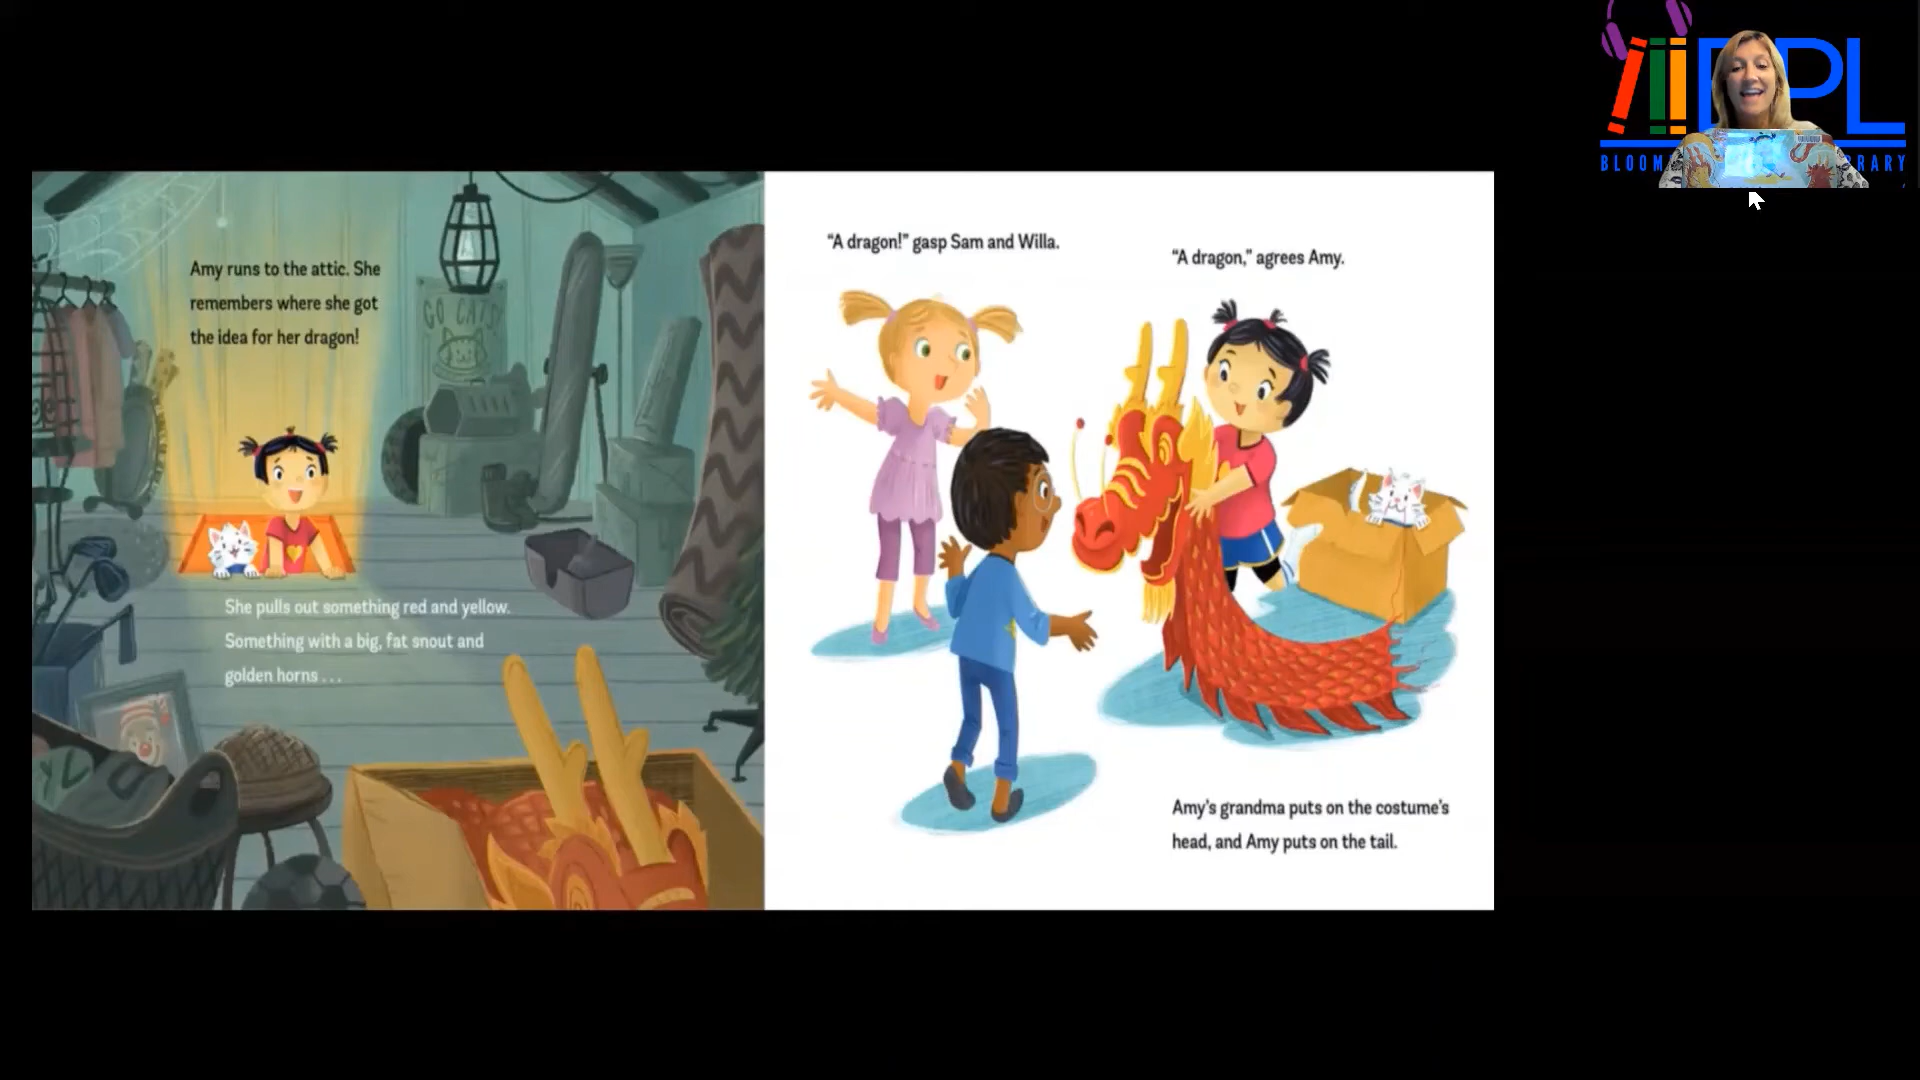 Amy runs to the attic. She
remembers where she got
the idea for her dragon!
GO CATS!
She pulls out something red and yellow.
Something with a big, fat snout and
golden horns . . .
“A dragon!” gasp Sam and Willa.
“A dragon,” agrees Amy.
Amy’s grandma puts on the costume’s
head, and Amy puts on the tail.
PL